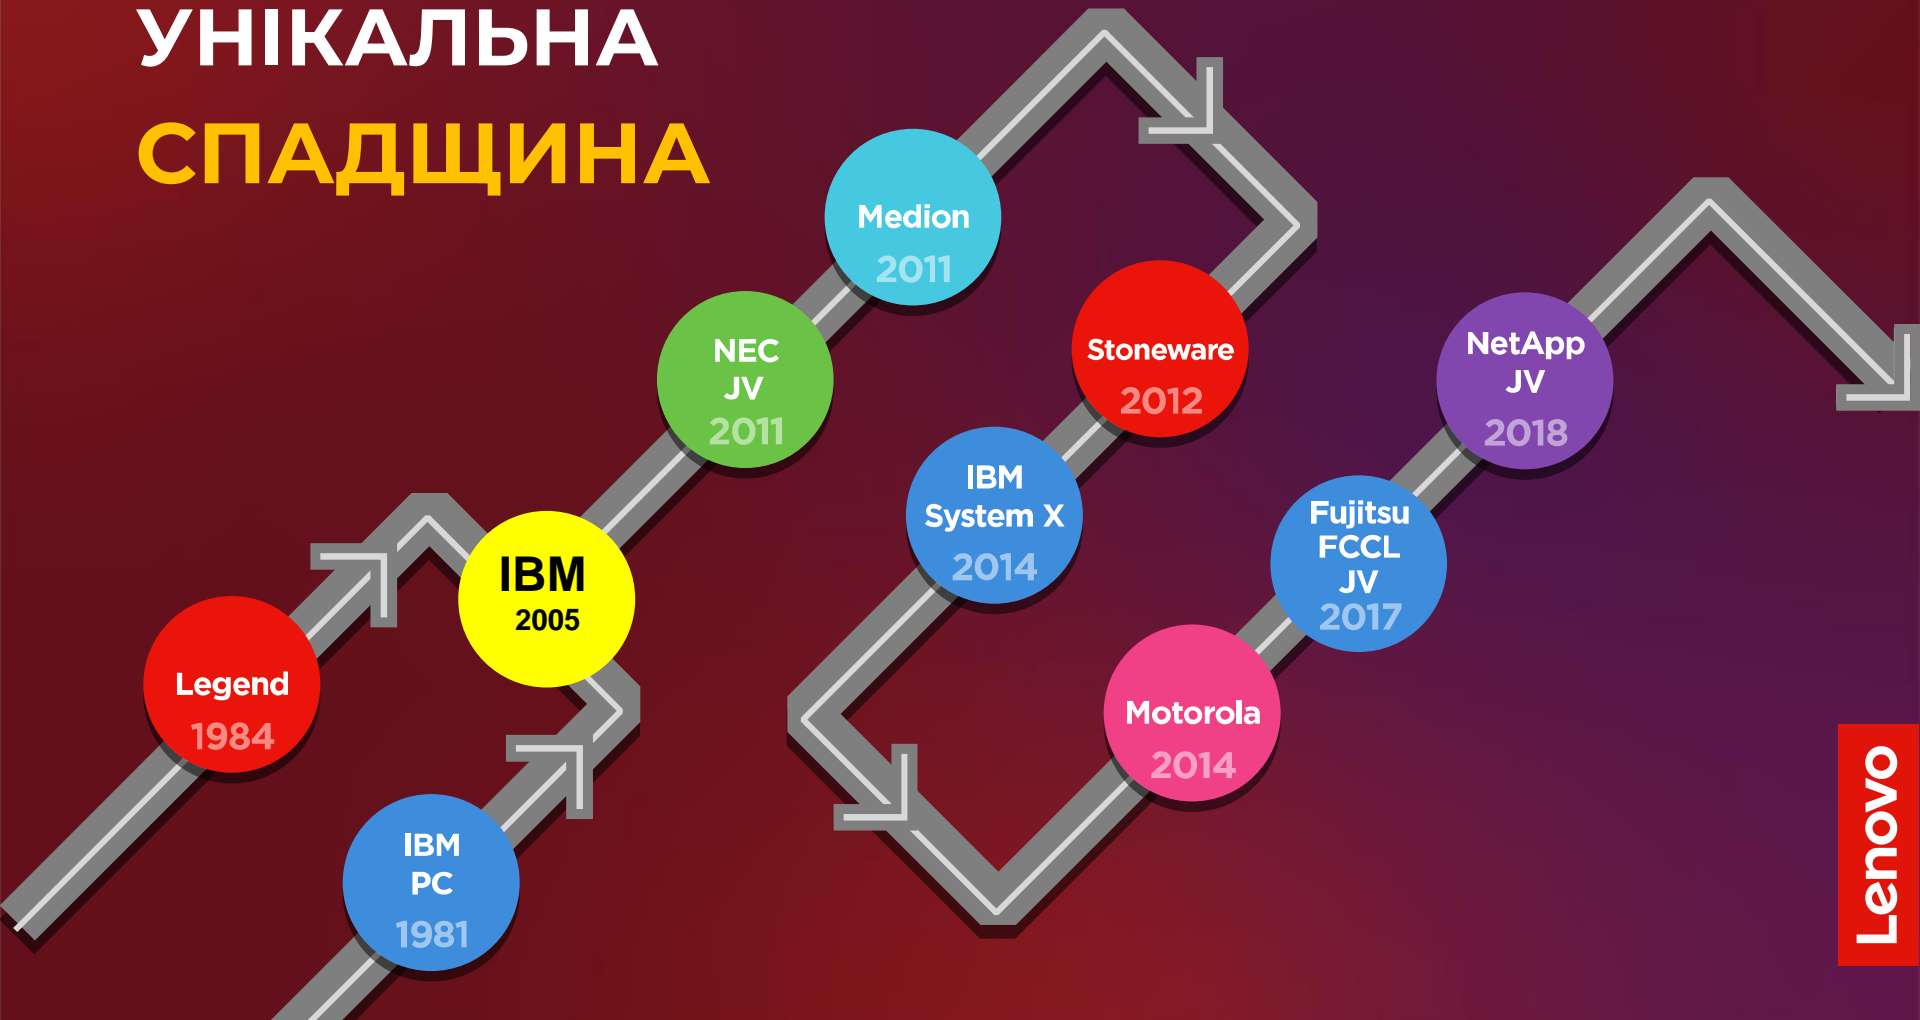 УНІКАЛЬНА
СПАДЩИНА
Legend
1984
IBM
PC
1981
IBM
2005
NEC
JV
2011
Medion
2011
Stoneware
2012
IBM
System X
2014
Motorola
2014
Fujitsu
FCCL
JV
2017
NetApp
JV
2018
Lenovo